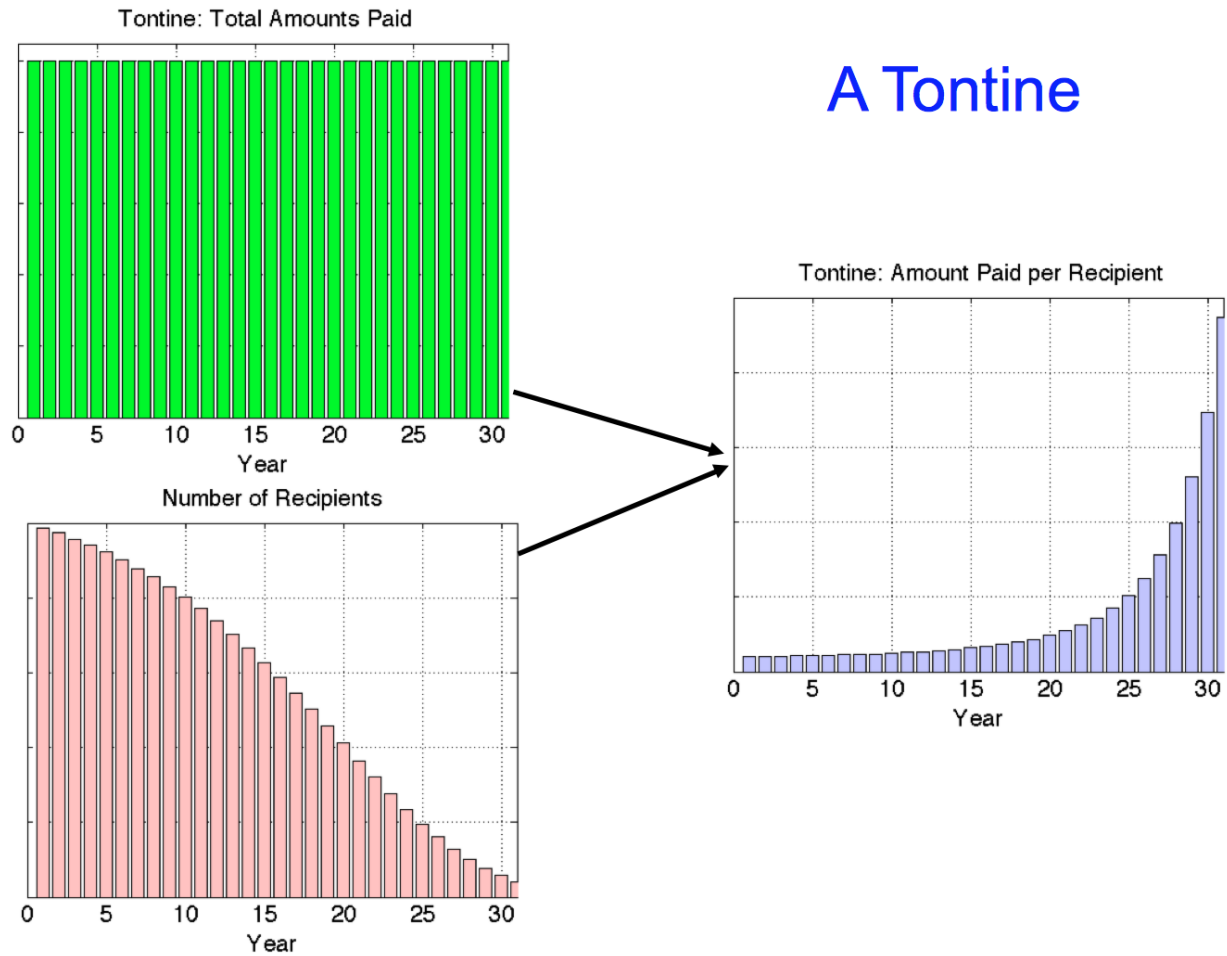 Tontine: Total Amounts Paid
A Tontine
0 5 10 15 20 25 30
Year
Number of Recipients
0 5 10 15 20 25 30
Year
Tontine: Amount Paid per Recipient
0 5 10 15 20 25 30
Year